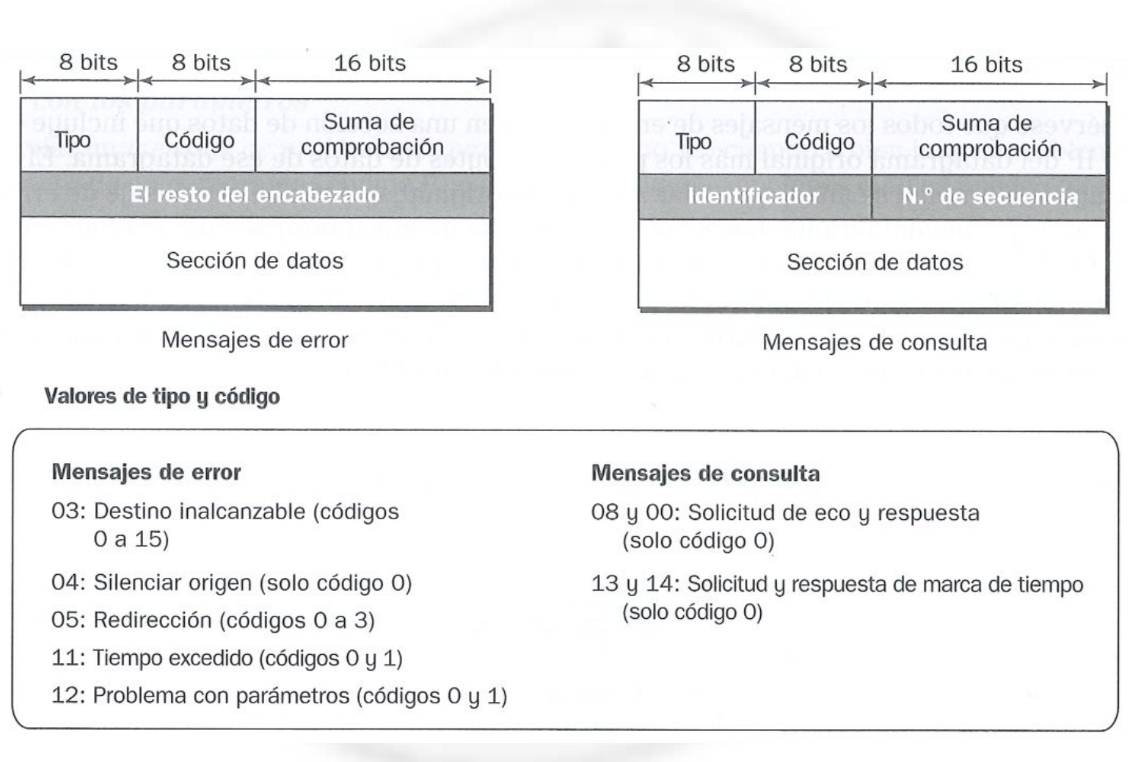 8 bits 8 bits 16 bits
Tipo Código Suma de
comprobación
El resto del encabezado
Sección de datos
Mensajes de error
8 bits 8 bits 16 bits
Tipo Código Suma de
comprobación
Identificador N.º de secuencia
Sección de datos
Mensajes de consulta
Valores de tipo y código
Mensajes de error
03: Destino inalcanzable (códigos
0 a 15)
04: Silenciar origen (solo código 0)
05: Redirección (códigos 0 a 3)
11: Tiempo excedido (códigos 0 y 1)
12: Problema con parámetros (códigos 0 y 1)
Mensajes de consulta
08 y 00: Solicitud de eco y respuesta
(solo código 0)
13 y 14: Solicitud y respuesta de marca de tiempo
(solo código 0)